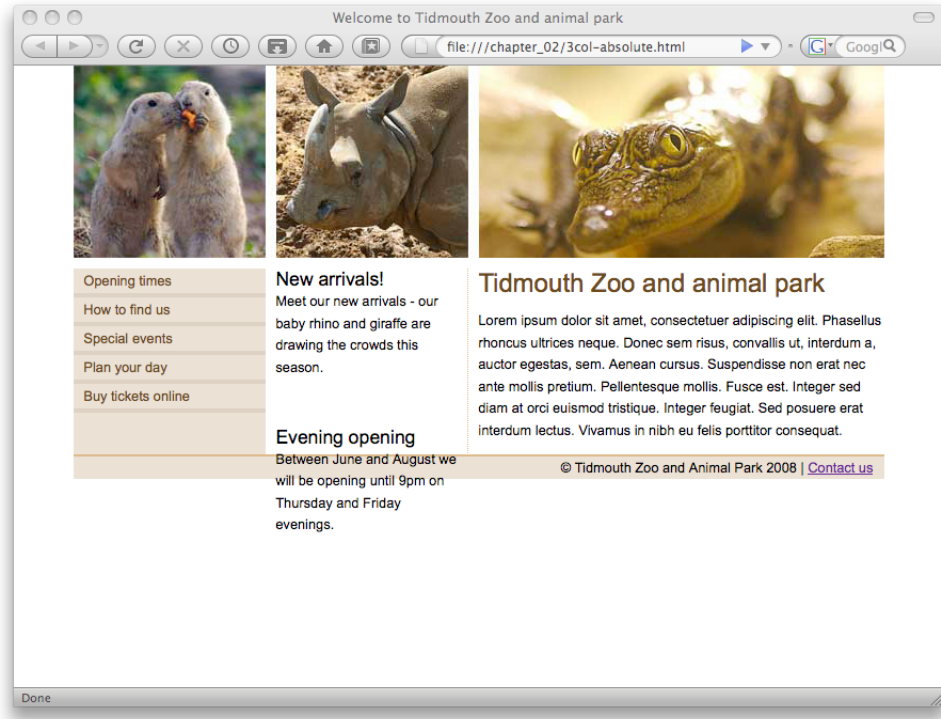 Welcome to Tidmouth Zoo and animal park
file:///chapter_02/3col-absolute.html
G
Googl
Opening times
How to find us
Special events
Plan your day
Buy tickets online
New arrivals!
Meet our new arrivals - our
baby rhino and giraffe are
drawing the crowds this
season.
Evening opening
Between June and August we
will be opening until 9pm on
Thursday and Friday
evenings.
Tidmouth Zoo and animal park
Lorem ipsum dolor sit amet, consectetuer adipiscing elit. Phasellus
rhoncus ultrices neque. Donec sem risus, convallis ut, interdum a,
auctor egestas, sem. Aenean cursus. Suspendisse non erat nec
ante mollis pretium. Pellentesque mollis. Fusce est. Integer sed
diam at orci euismod tristique. Integer feugiat. Sed posuere erat
interdum lectus. Vivamus in nibh eu felis porttitor consequat.
© Tidmouth Zoo and Animal Park 2008 | Contact us
Done